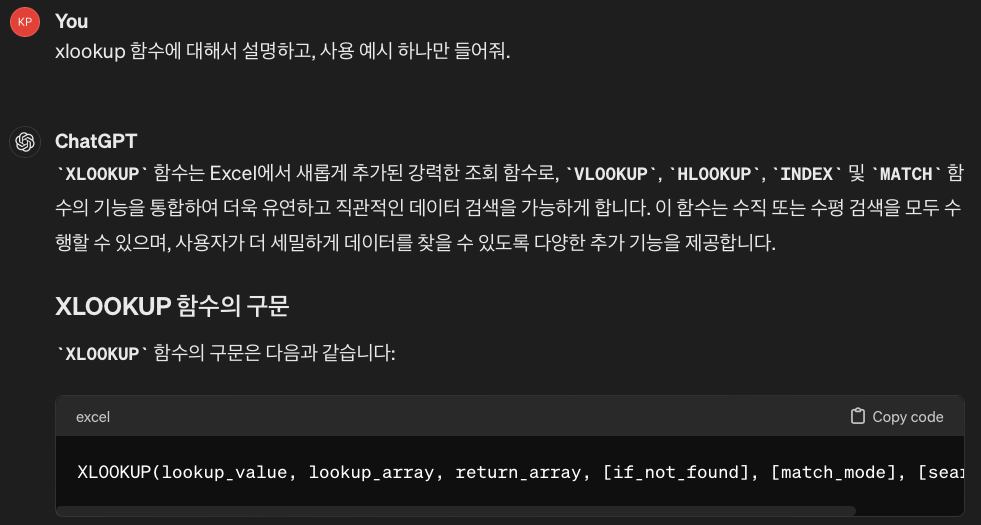 KP
You
xlookup 함수에 대해서 설명하고, 사용 예시 하나만 들어줘.
ChatGPT
`XLOOKUP` 함수는 Excel에서 새롭게 추가된 강력한 조회 함수로, `VLOOKUP`, `HLOOKUP`, `INDEX` 및 `MATCH` 함
수의 기능을 통합하여 더욱 유연하고 직관적인 데이터 검색을 가능하게 합니다. 이 함수는 수직 또는 수평 검색을 모두 수
행할 수 있으며, 사용자가 더 세밀하게 데이터를 찾을 수 있도록 다양한 추가 기능을 제공합니다.
XLOOKUP 함수의 구문
`XLOOKUP` 함수의 구문은 다음과 같습니다:
excel
Copy code
XLOOKUP(lookup_value, lookup_array, return_array, [if_not_found], [match_mode], [sea